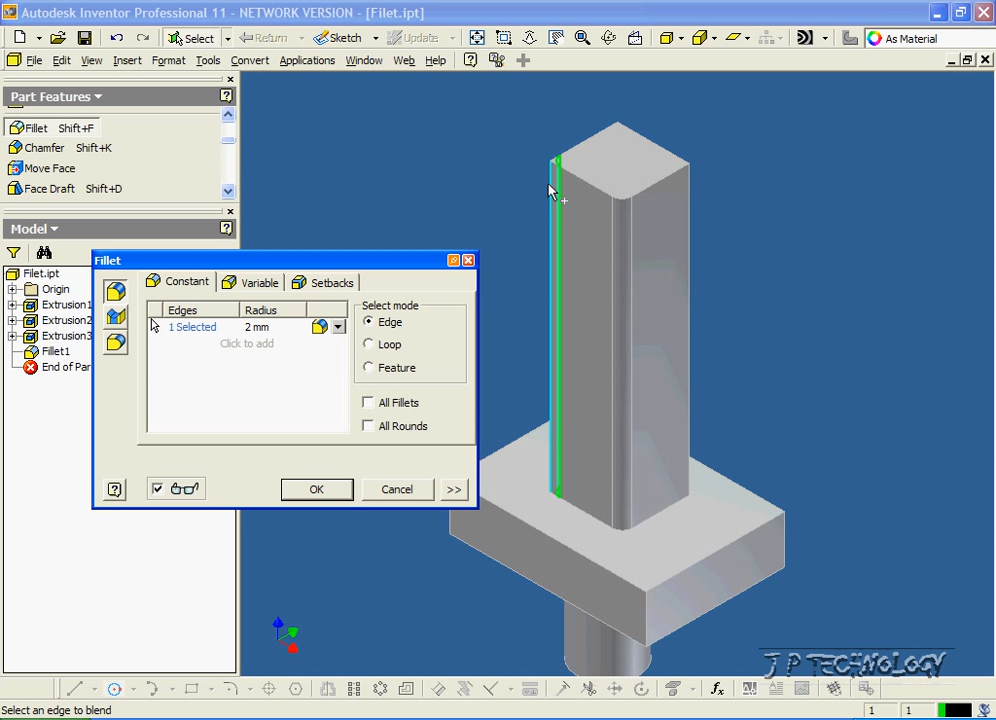 Autodesk Inventor Professional 11 - NETWORK VERSION - [Filet.ipt]
Select Return Sketch Update As Material
File Edit View Insert Format Tools Convert Applications Window Web Help
Part Features
Fillet Shift+F
Chamfer Shift+K
Move Face
Face Draft Shift+D
Model
Filet.ipt
Origin
Extrusion1
Extrusion2
Extrusion3
Fillet1
End of Par
Fillet
Constant Variable Setbacks
Edges Radius
1 Selected 2 mm
Click to add
Select mode
Edge
Loop
Feature
All Fillets
All Rounds
OK Cancel >>
J P TECHNOLOGY
Select an edge to blend 1 1